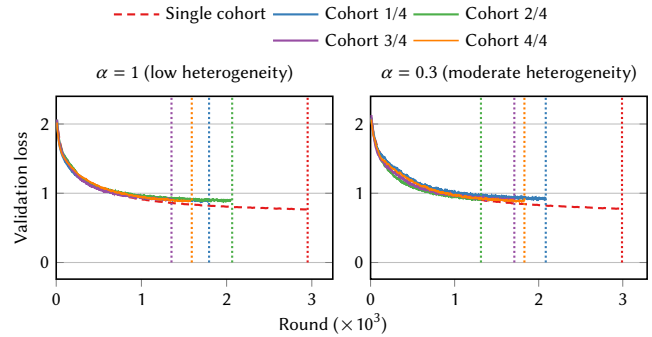 Single cohort Cohort 1/4 Cohort 2/4
Cohort 3/4 Cohort 4/4
α = 1 (low heterogeneity) α = 0.3 (moderate heterogeneity)
Validation loss
2
1
0
0 1 2 3
2
1
0
0 1 2 3
Round (×10³)